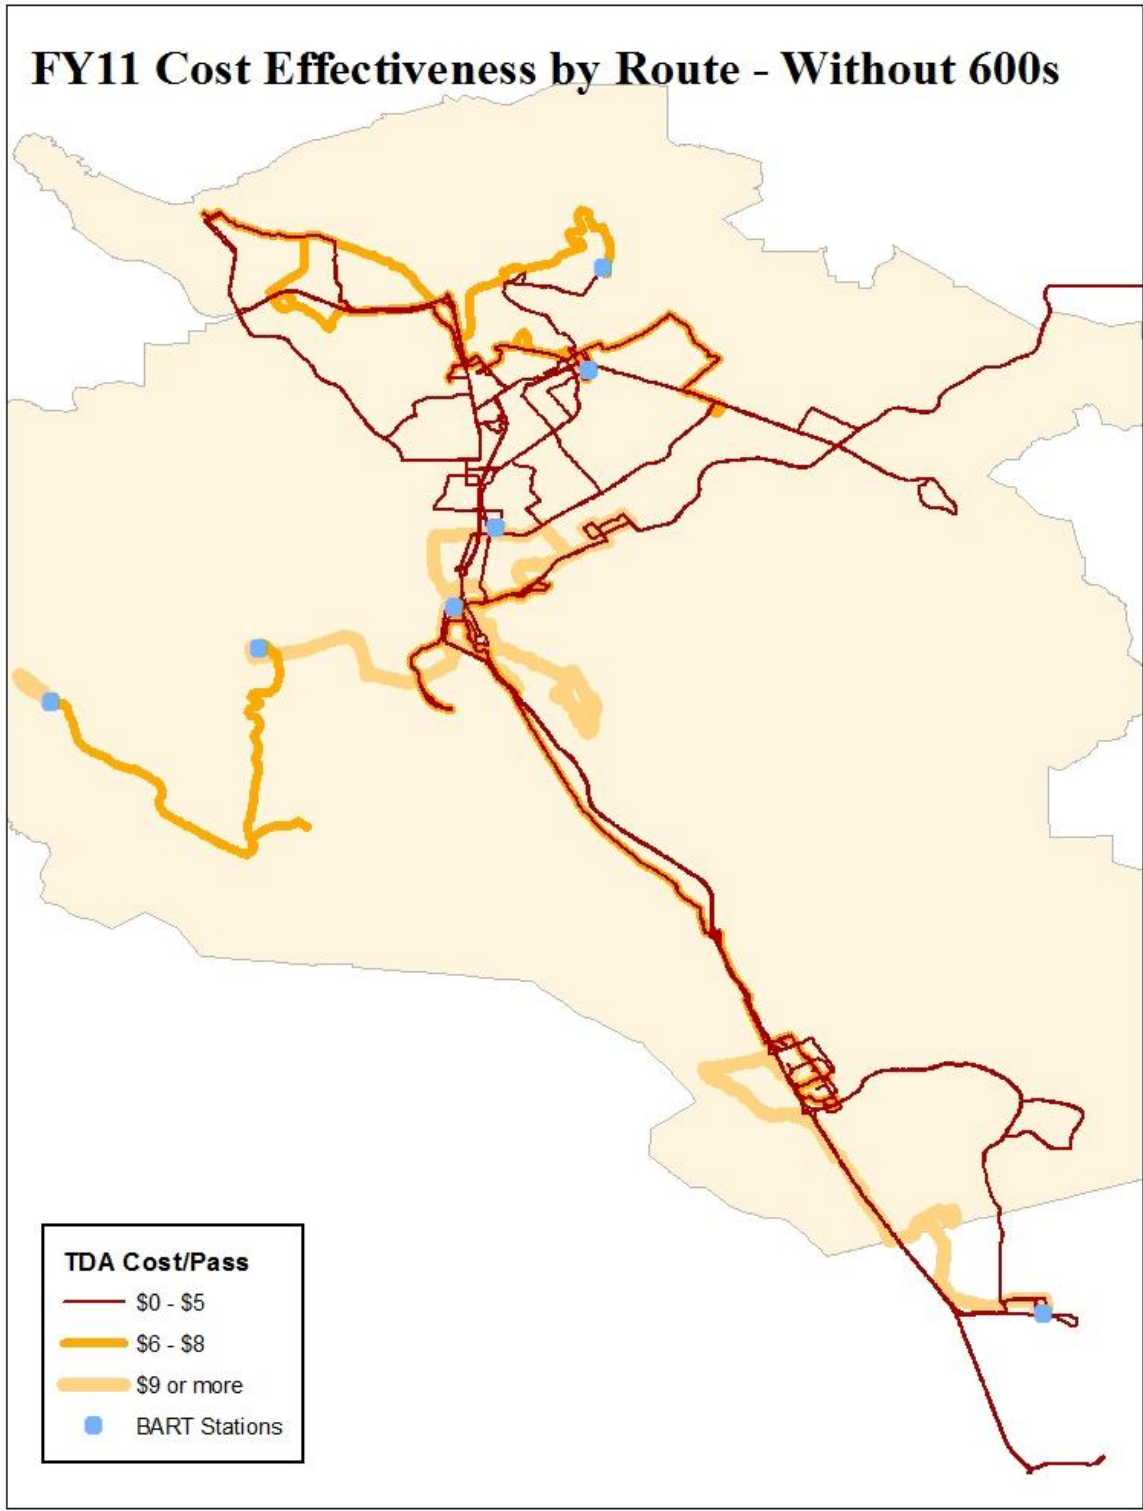 FY11 Cost Effectiveness by Route - Without 600s
TDA Cost/Pass
$0 - $5
$6 - $8
$9 or more
BART Stations